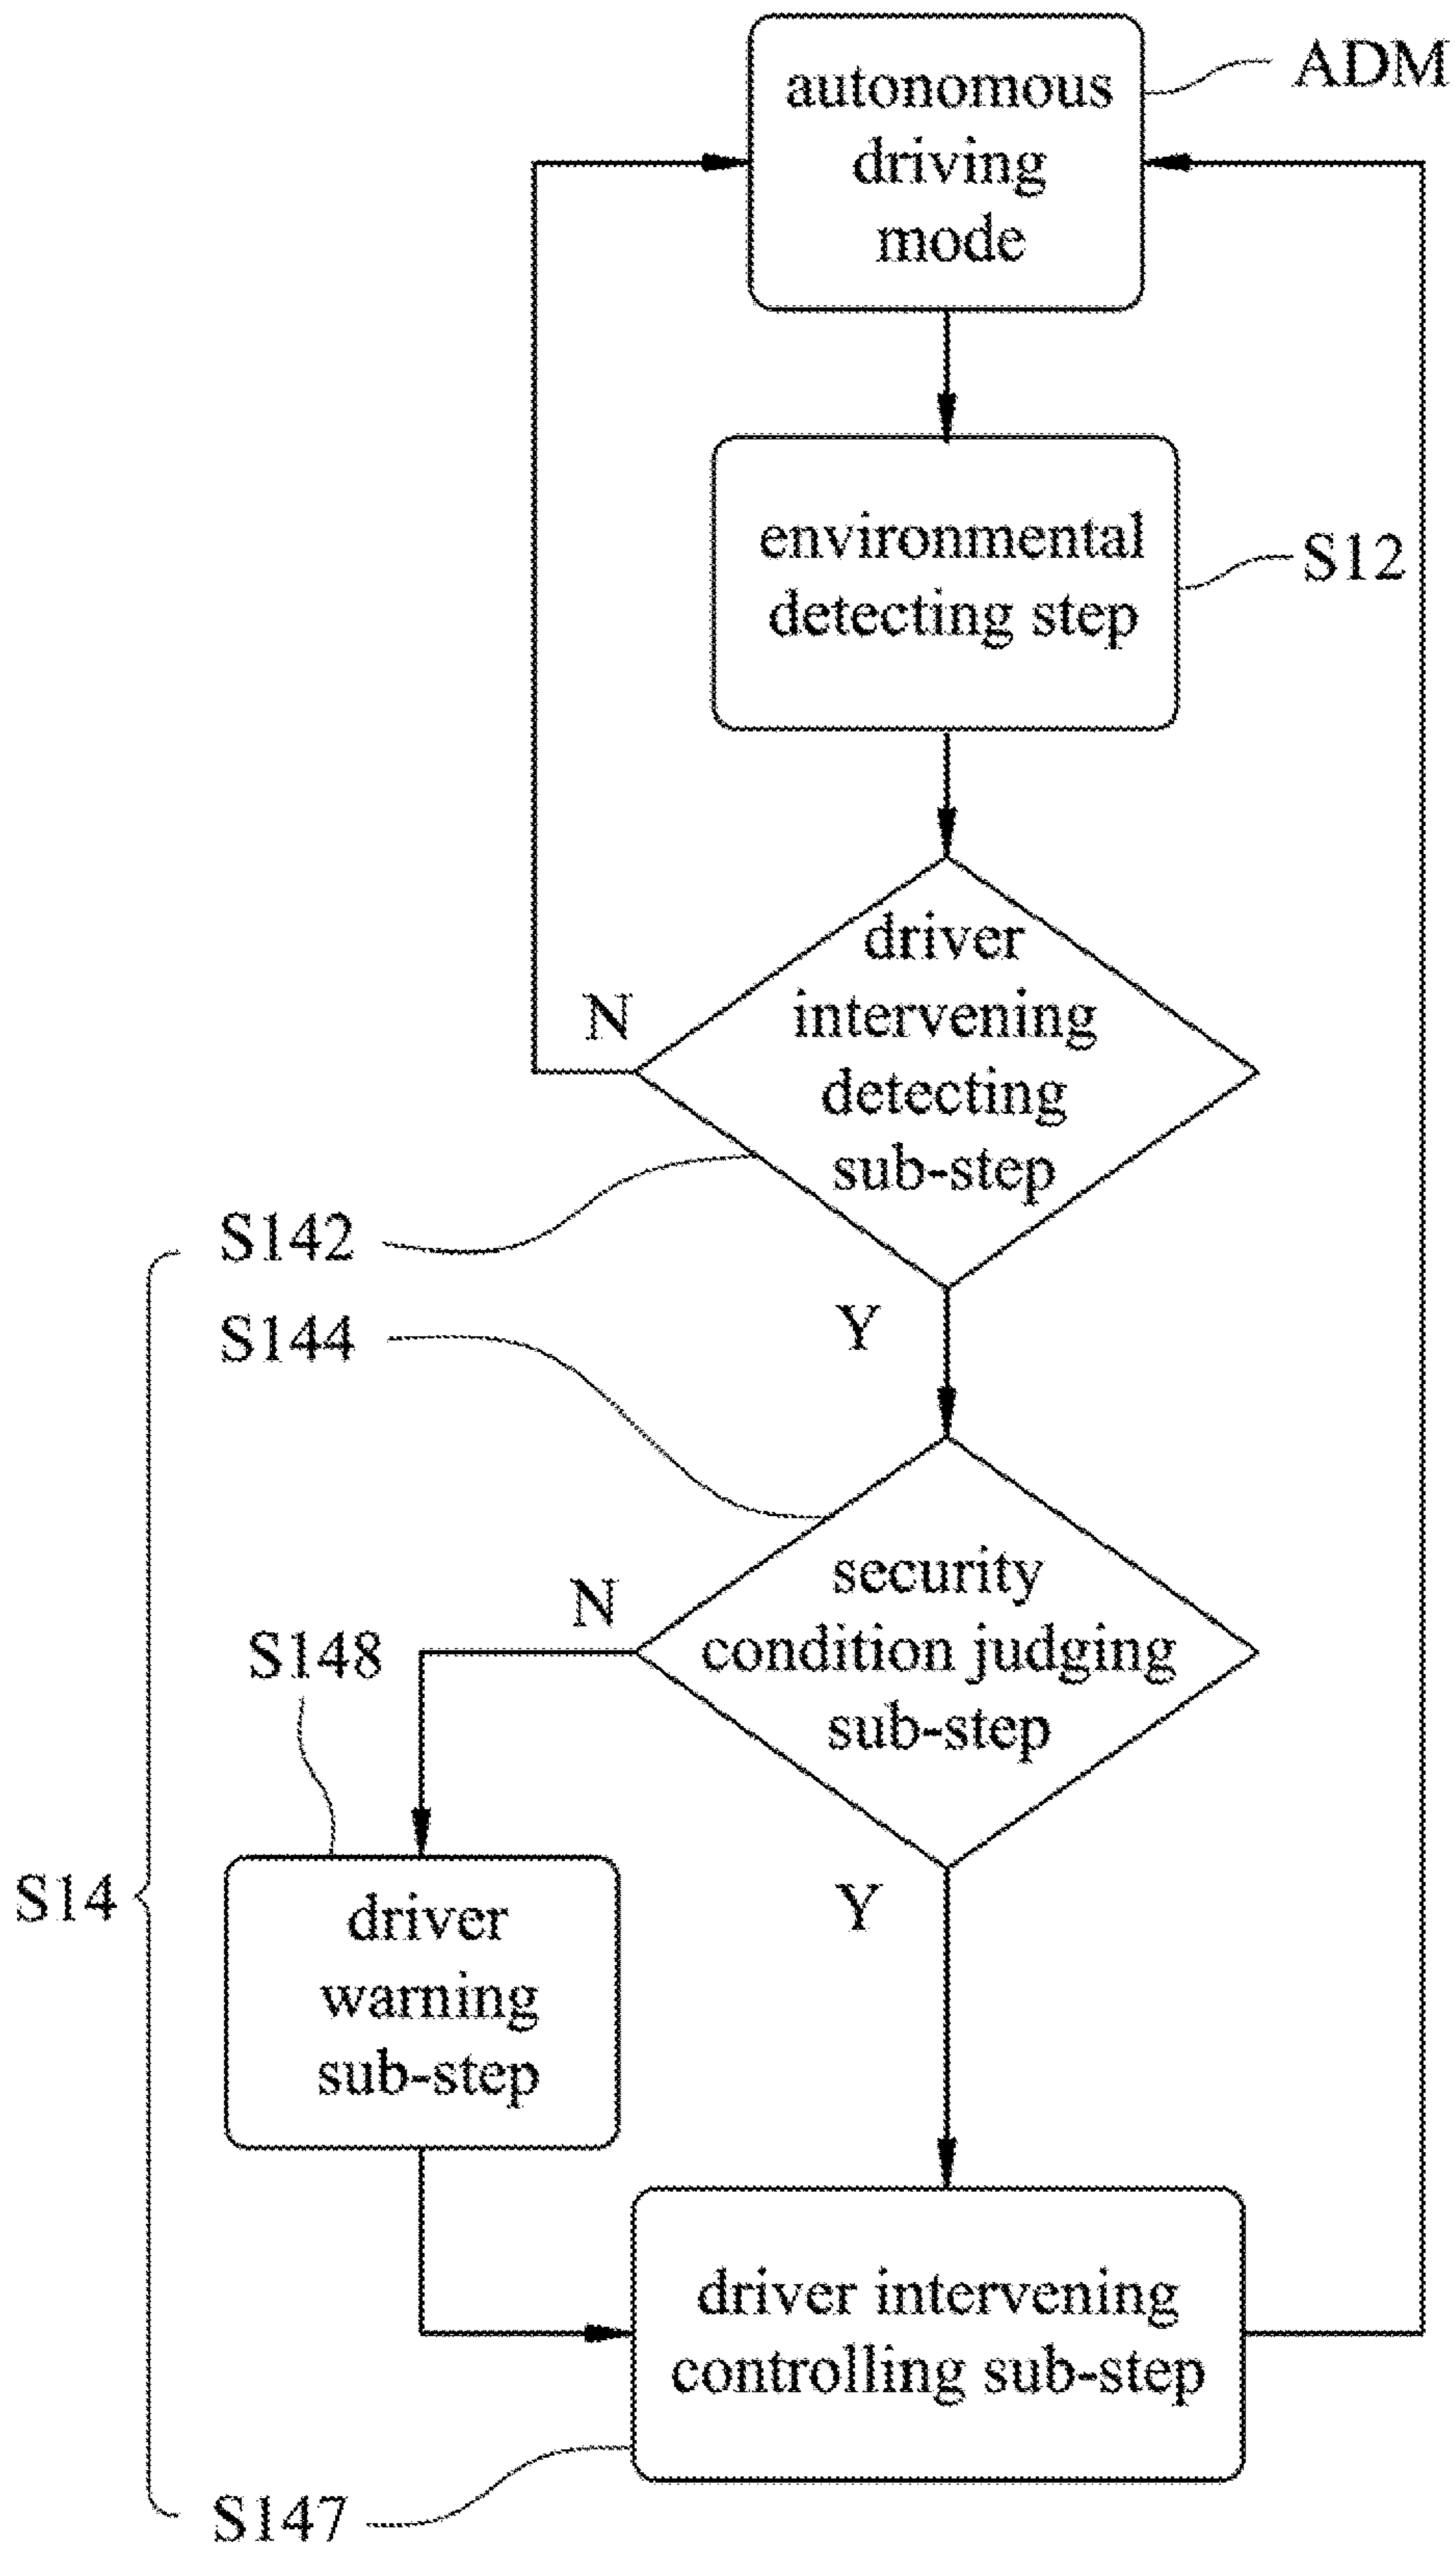 autonomous
driving
mode
ADM
environmental
detecting step
S12
driver
intervening
detecting
sub-step
N
S142
Y
S144
security
condition judging
sub-step
N
S148
Y
S14
driver
warning
sub-step
driver intervening
controlling sub-step
S147